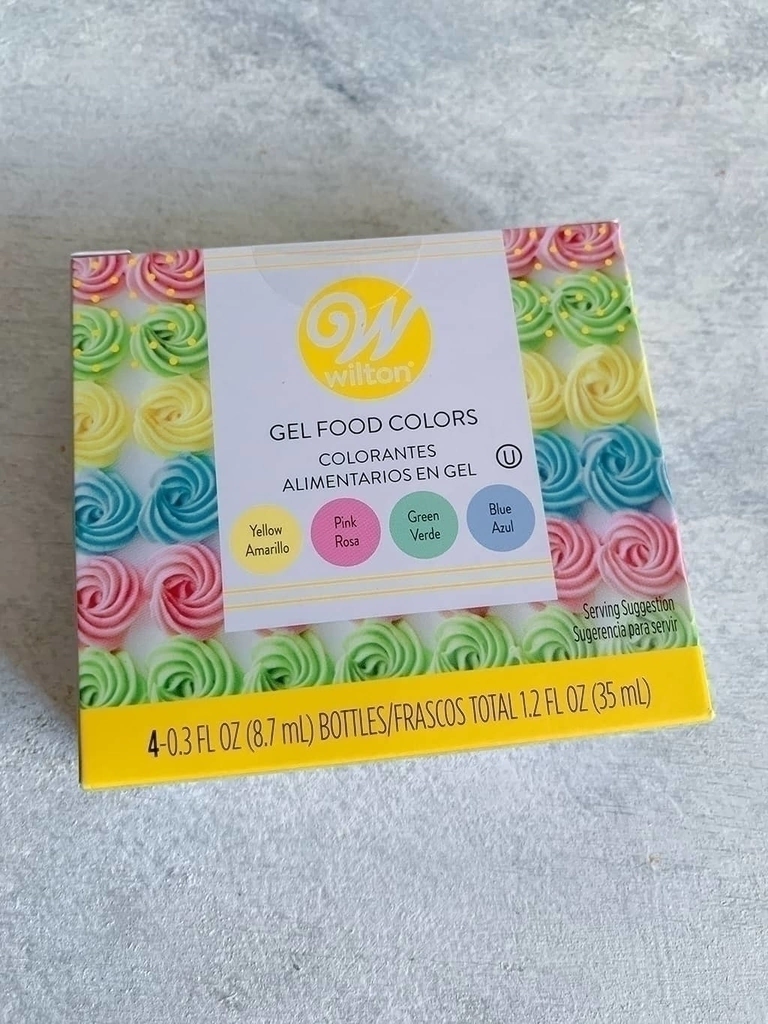 W
wilton®
GEL FOOD COLORS
COLORANTES
ALIMENTARIOS EN GEL
U
Yellow
Amarillo
Pink
Rosa
Green
Verde
Blue
Azul
Serving Suggestion
Sugerencia para servir
4-0.3 FL OZ (8.7 mL) BOTTLES/FRASCOS TOTAL 1.2 FL OZ (35 mL)